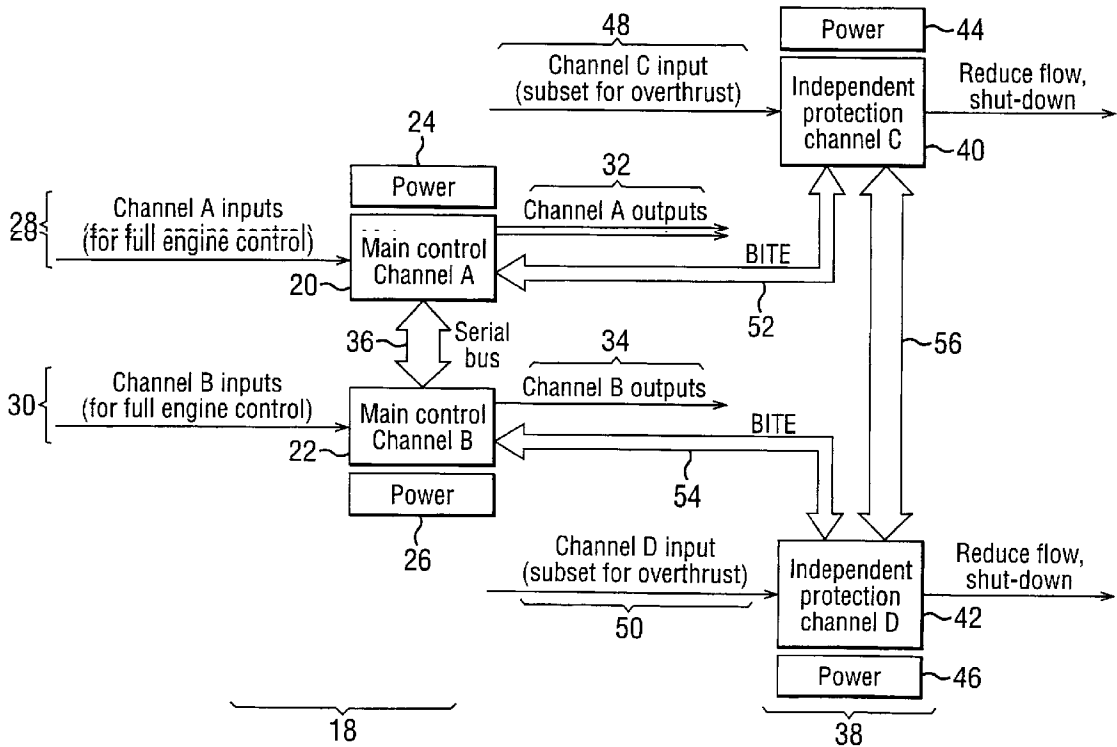 48
Power
44
Channel C input
(subset for overthrust)
Independent
protection
channel C
40
Reduce flow,
shut-down
24
Power
32
28
28
Channel A inputs
(for full engine control)
Channel A outputs
Main control
Channel A
20
BITE
52
36
Serial
bus
56
34
30
Channel B inputs
(for full engine control)
Channel B outputs
Main control
Channel B
22
BITE
54
Power
26
Channel D input
(subset for overthrust)
50
Independent
protection
channel D
42
Reduce flow,
shut-down
Power
46
18
38